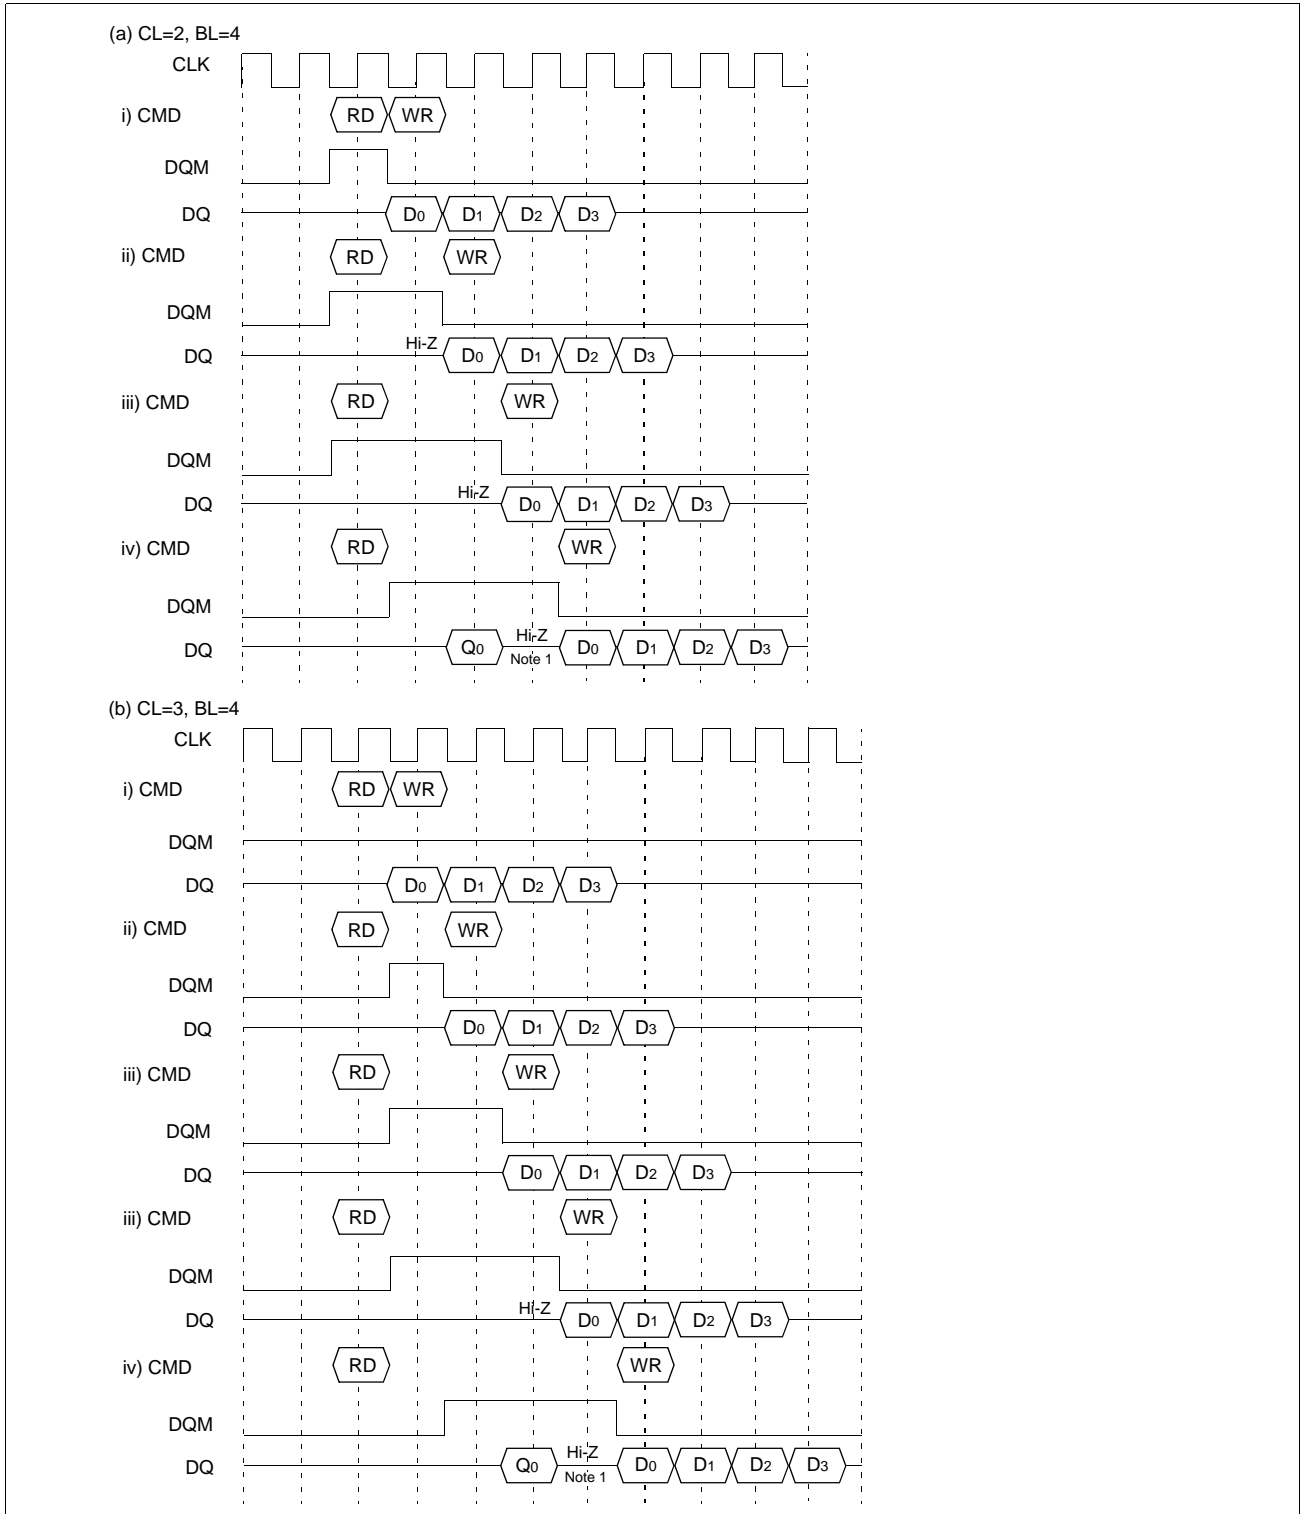 (a) CL=2, BL=4
CLK
i) CMD RD WR
DQM
DQ D0 D1 D2 D3
ii) CMD RD WR
DQM
DQ Hi-Z D0 D1 D2 D3
iii) CMD RD WR
DQM
DQ Hi-Z D0 D1 D2 D3
iv) CMD RD WR
DQM
DQ Q0 Hi-Z D0 D1 D2 D3
Note 1
(b) CL=3, BL=4
CLK
i) CMD RD WR
DQM
DQ D0 D1 D2 D3
ii) CMD RD WR
DQM
DQ D0 D1 D2 D3
iii) CMD RD WR
DQM
DQ D0 D1 D2 D3
iii) CMD RD WR
DQM
DQ Hi-Z D0 D1 D2 D3
iv) CMD RD WR
DQM
DQ Q0 Hi-Z D0 D1 D2 D3
Note 1